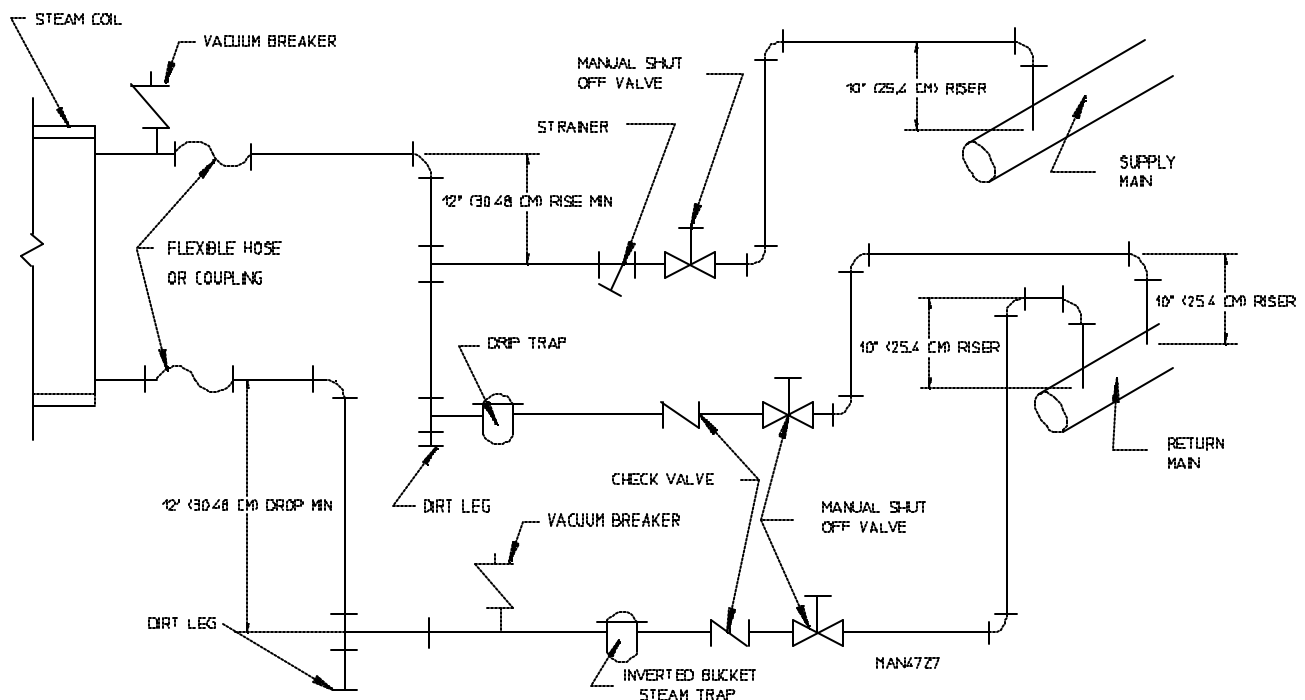 STEAM COIL
VACUUM BREAKER
MANUAL SHUT
OFF VALVE
10" (25,4 CM) RISER
STRAINER
SUPPLY
MAIN
12" (30.48 CM) RISE MIN
FLEXIBLE HOSE
OR COUPLING
10" (25.4 CM) RISER
10" (25.4 CM) RISER
DRIP TRAP
RETURN
MAIN
CHECK VALVE
12" (30.48 CM) DROP MIN
DIRT LEG
MANUAL SHUT
OFF VALVE
VACUUM BREAKER
DIRT LEG
MAN4727
INVERTED BUCKET
STEAM TRAP